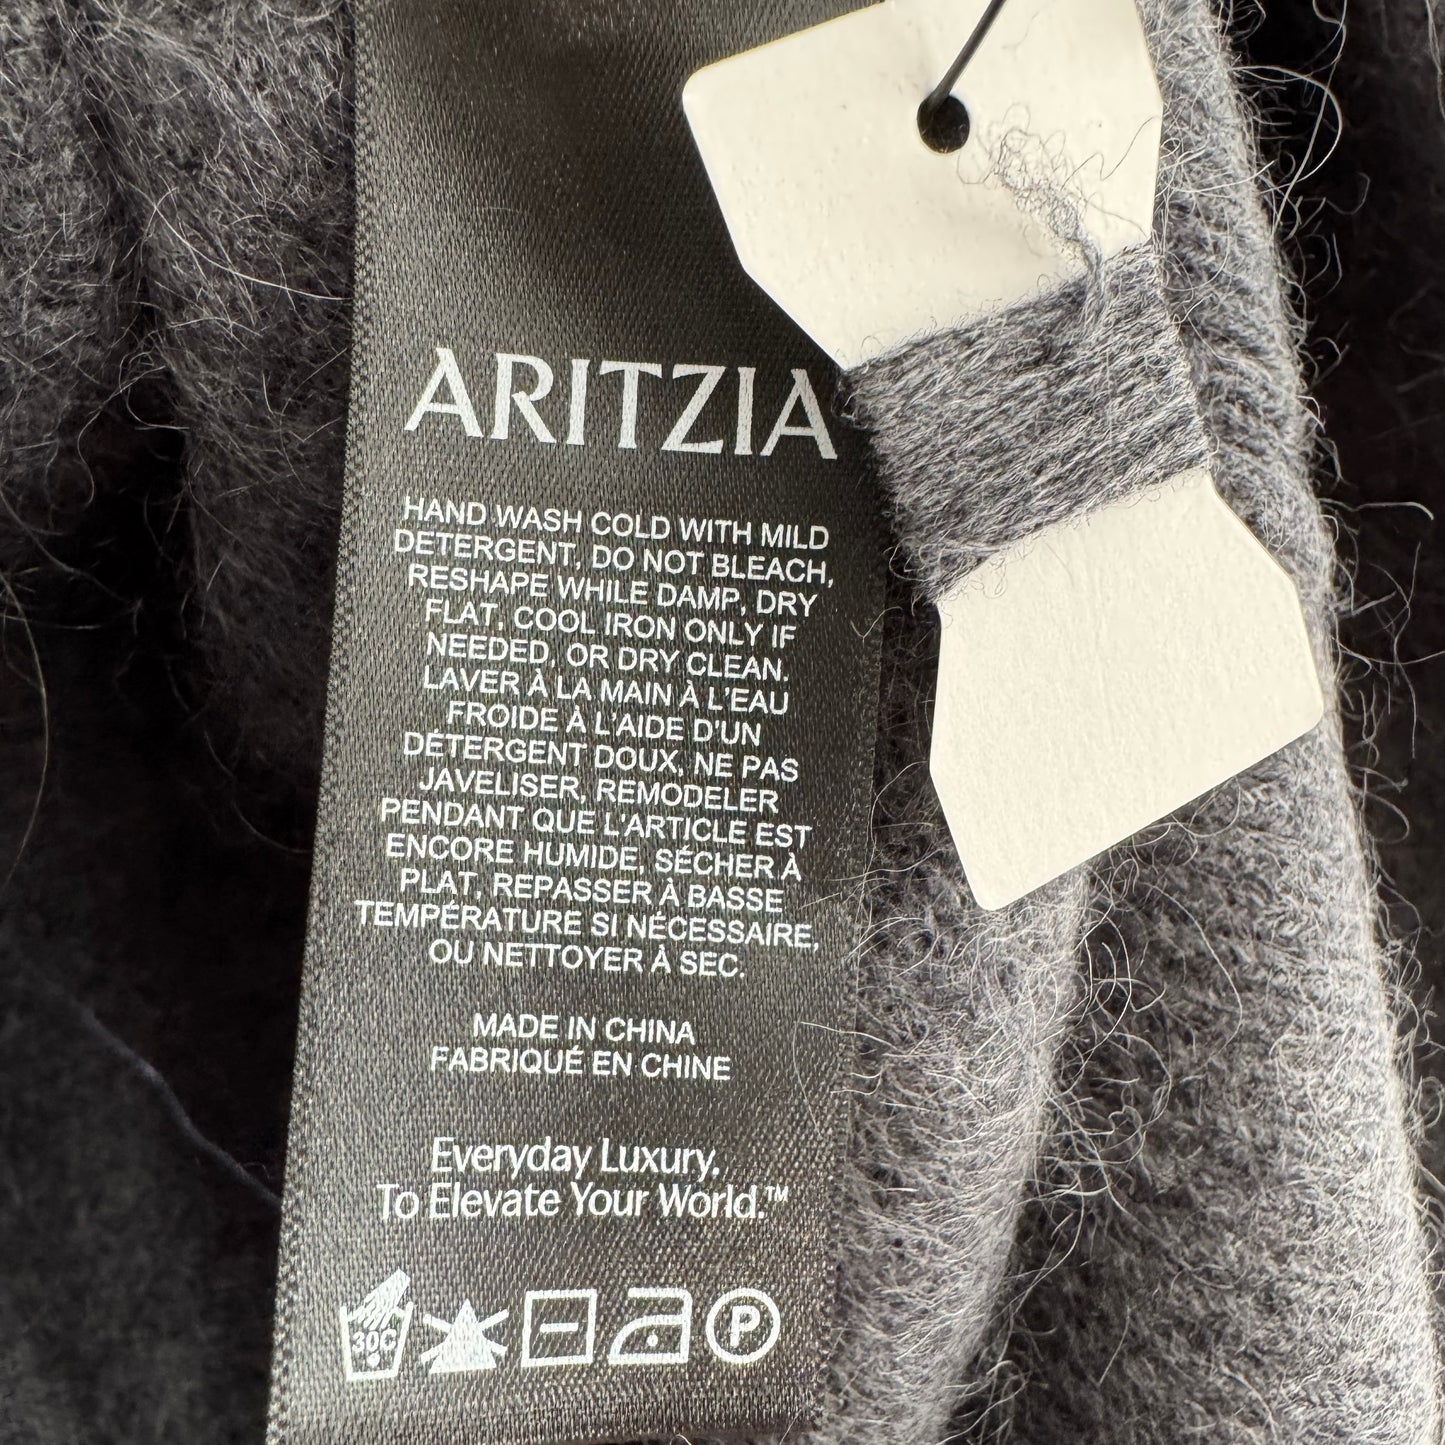 ARITZIA
HAND WASH COLD WITH MILD
DETERGENT, DO NOT BLEACH,
RESHAPE WHILE DAMP, DRY
FLAT, COOL IRON ONLY IF
NEEDED, OR DRY CLEAN.
LAVER À LA MAIN À L'EAU
FROIDE À L'AIDE D'UN
DÉTERGENT DOUX, NE PAS
JAVELISER, REMODELER
PENDANT QUE L'ARTICLE EST
ENCORE HUMIDE, SÉCHER À
PLAT, REPASSER À BASSE
TEMPÉRATURE SI NÉCESSAIRE,
OU NETTOYER À SEC.
MADE IN CHINA
FABRIQUÉ EN CHINE
Everyday Luxury.
To Elevate Your World.™
30C P